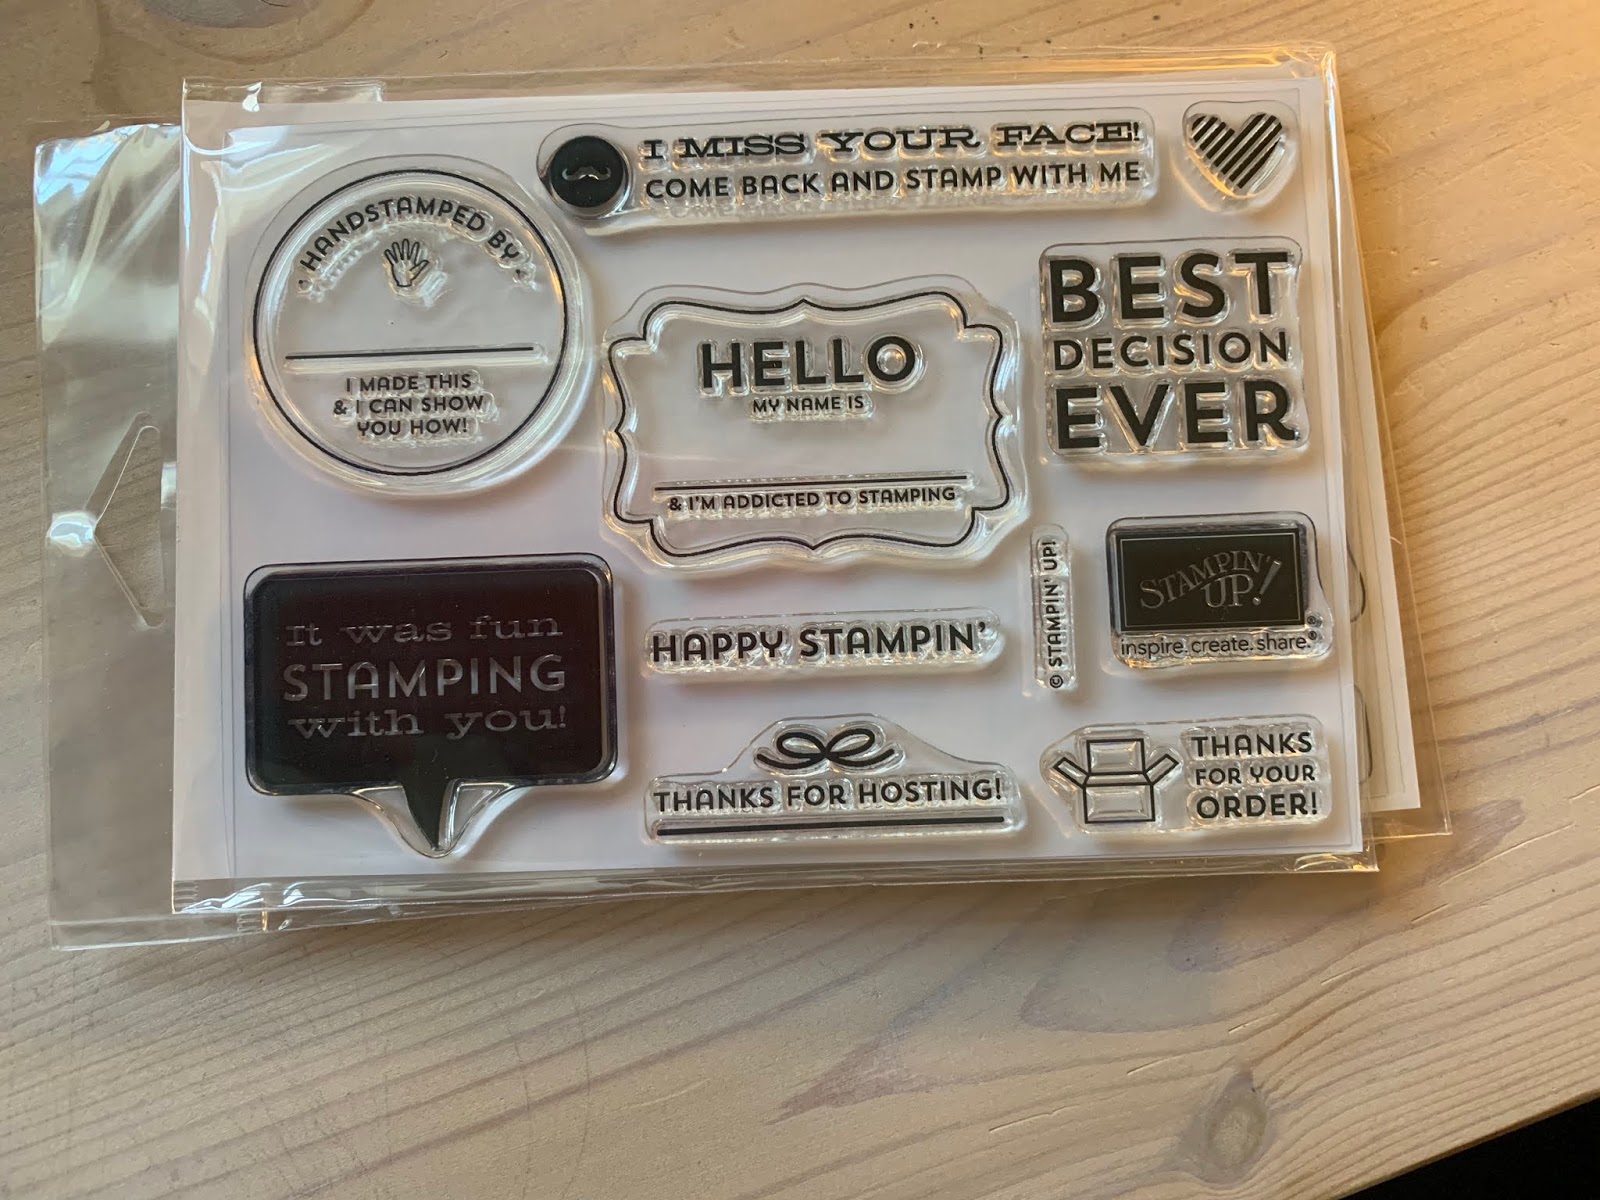 HANDSTAMPED BY
I MADE THIS
& I CAN SHOW
YOU HOW!
I MISS YOUR FACE!
COME BACK AND STAMP WITH ME
HELLO
MY NAME IS
& I'M ADDICTED TO STAMPING
BEST
DECISION
EVER
It was fun
STAMPING
with you!
HAPPY STAMPIN'
© STAMPIN' UP!
STAMPIN'
UP!®
inspire.create.share.®
THANKS FOR HOSTING!
THANKS
FOR YOUR
ORDER!